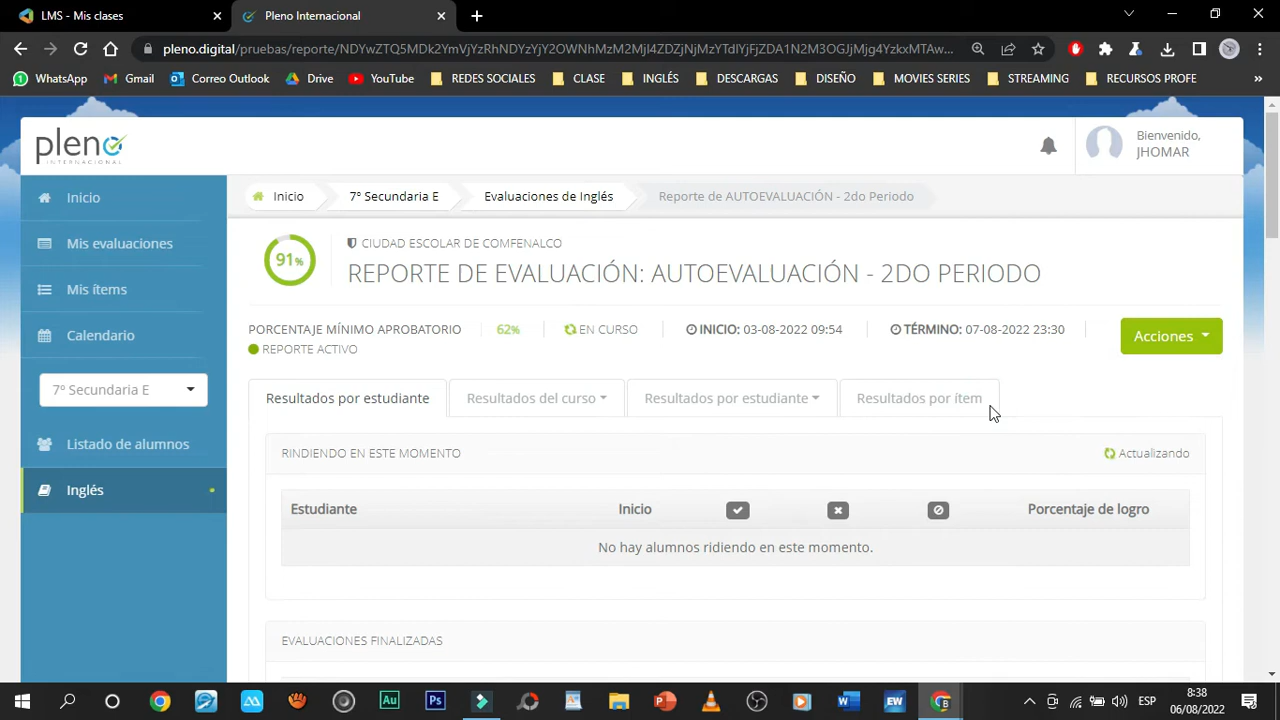 LMS - Mis clases
Pleno Internacional
pleno.digital/pruebas/reporte/
WhatsApp
Gmail
Correo Outlook
Drive
YouTube
REDES SOCIALES
CLASE
INGLÉS
DESCARGAS
DISEÑO
MOVIES SERIES
STREAMING
RECURSOS PROFE
»
pleno
INTERNACIONAL
Bienvenido,
JHOMAR
Inicio
Mis evaluaciones
Mis ítems
Calendario
7º Secundaria E
Listado de alumnos
Inglés
Inicio
7º Secundaria E
Evaluaciones de Inglés
Reporte de AUTOEVALUACIÓN - 2do Periodo
91%
CIUDAD ESCOLAR DE COMFENALCO
REPORTE DE EVALUACIÓN: AUTOEVALUACIÓN - 2DO PERIODO
PORCENTAJE MÍNIMO APROBATORIO 62% EN CURSO INICIO: 03-08-2022 09:54 TÉRMINO: 07-08-2022 23:30
REPORTE ACTIVO
Acciones
Resultados por estudiante
Resultados del curso
Resultados por estudiante
Resultados por ítem
RINDIENDO EN ESTE MOMENTO
Actualizando
Estudiante Inicio Porcentaje de logro
No hay alumnos ridiendo en este momento.
EVALUACIONES FINALIZADAS
Au
Ps
EW
ESP
8:38
06/08/2022